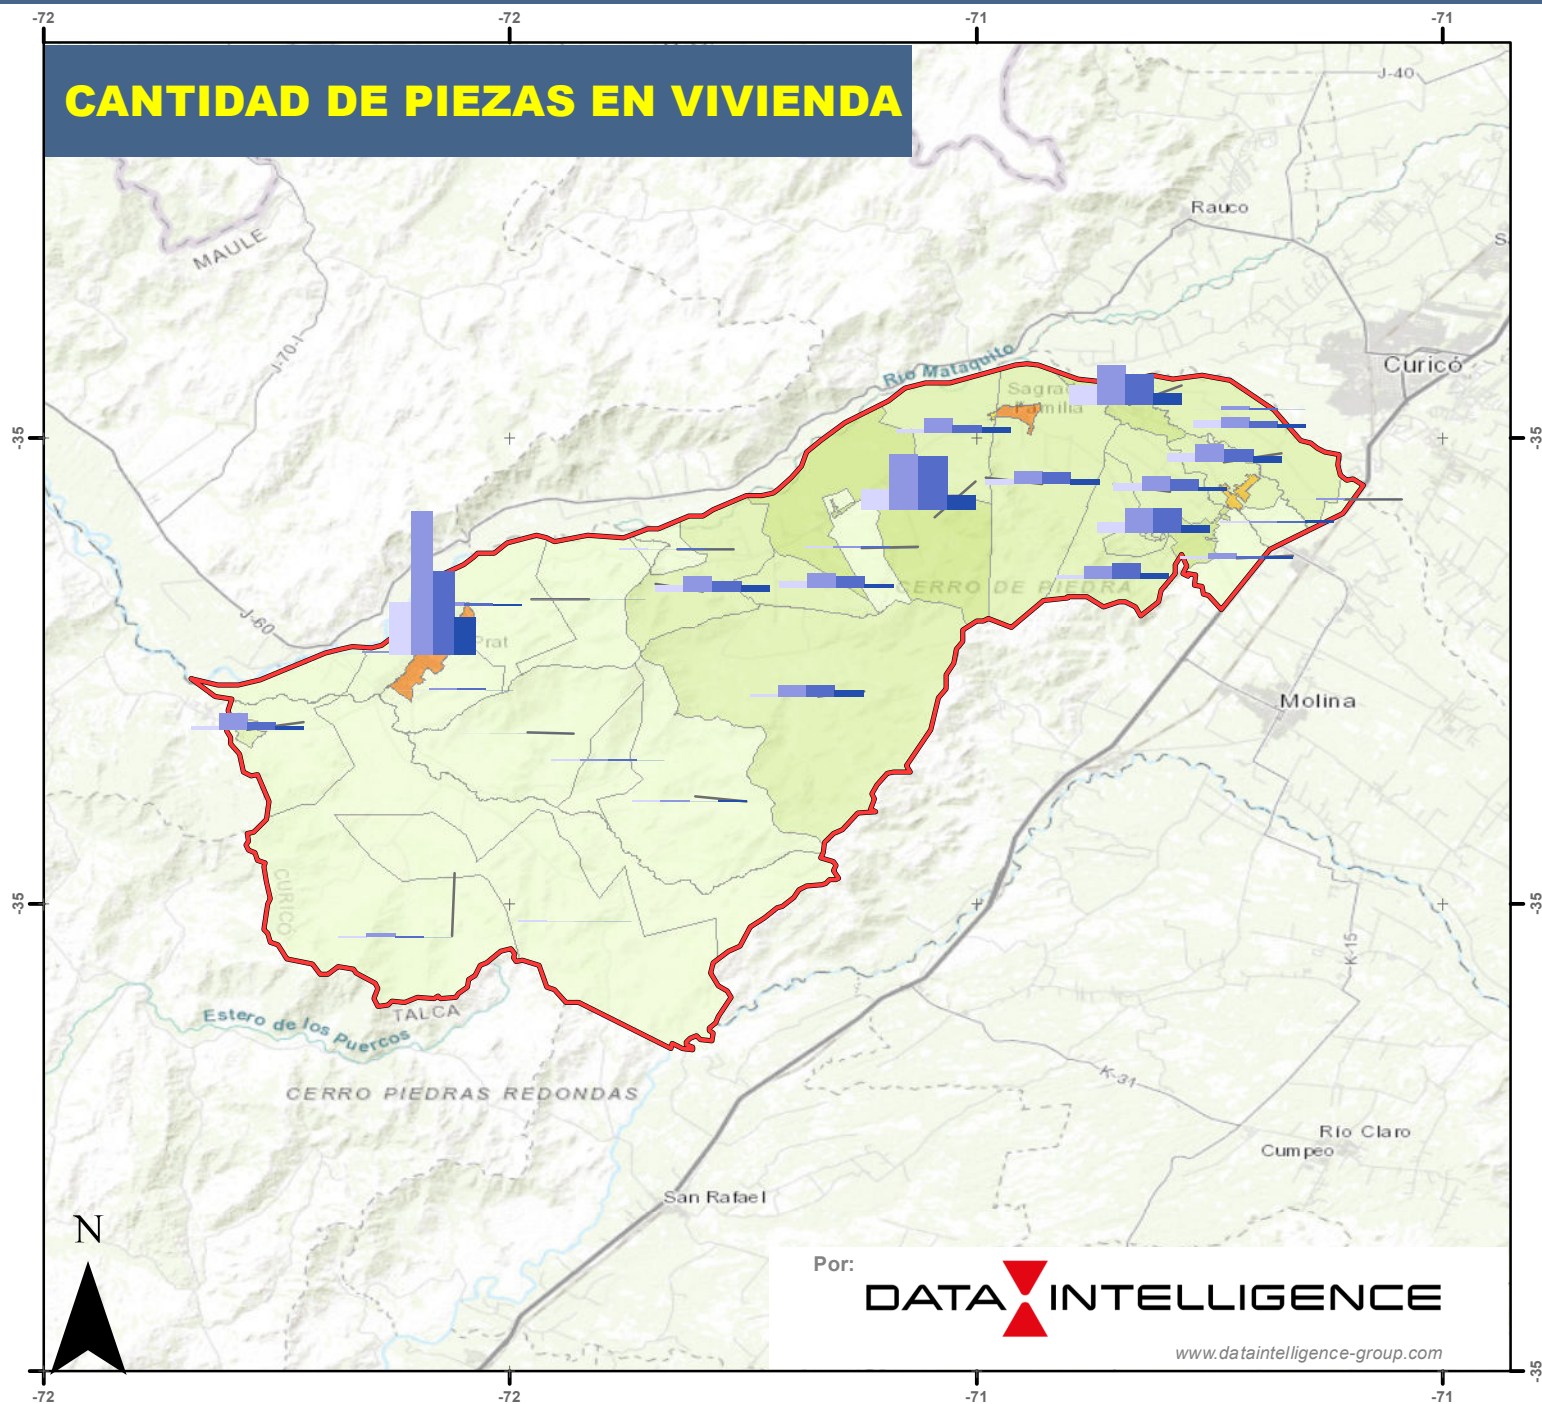 -72
-72
-71
-71
CANTIDAD DE PIEZAS EN VIVIENDA
J-40
Rauco
MAULE
J-70-I
Río Mataquito
Curicó
Sagra
Familia
-35
-35
CERRO DE PIEDRA
J-60
Prat
Molina
CURICÓ
-35
-35
K-15
Estero de los Puercos
TALCA
CERRO PIEDRAS REDONDAS
K-31
Río Claro
Cumpeo
San Rafael
N
Por:
DATA INTELLIGENCE
www.dataintelligence-group.com
-35
-72
-72
-71
-71